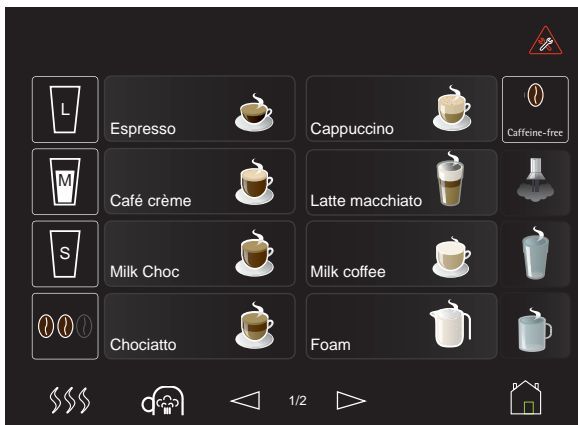 L
Espresso
Cappuccino
Caffeine-free
M
Café crème
Latte macchiato
S
Milk Choc
Milk coffee
Chociatto
Foam
1/2